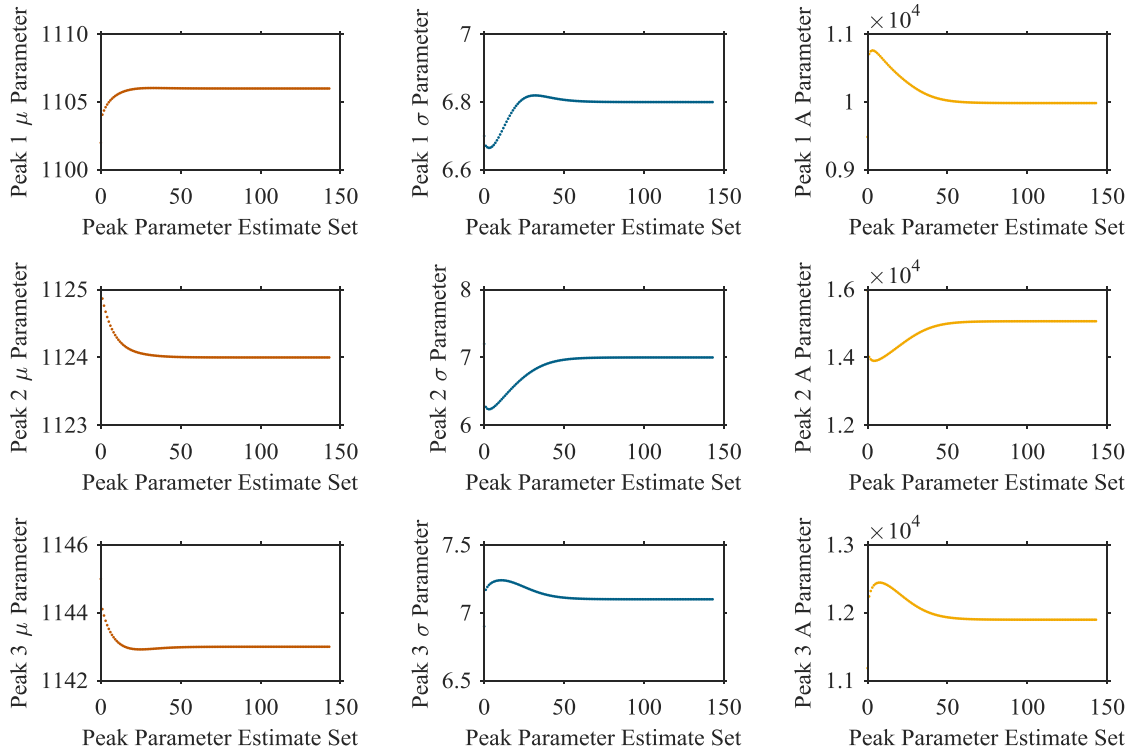 Peak 1 μ Parameter
1110
1105
1100
0 50 100 150
Peak Parameter Estimate Set
Peak 1 σ Parameter
7
6.8
6.6
0 50 100 150
Peak Parameter Estimate Set
Peak 1 A Parameter
×10⁴
1.1
1
0.9
0 50 100 150
Peak Parameter Estimate Set
Peak 2 μ Parameter
1125
1124
1123
0 50 100 150
Peak Parameter Estimate Set
Peak 2 σ Parameter
8
7
6
0 50 100 150
Peak Parameter Estimate Set
Peak 2 A Parameter
×10⁴
1.6
1.4
1.2
0 50 100 150
Peak Parameter Estimate Set
Peak 3 μ Parameter
1146
1144
1142
0 50 100 150
Peak Parameter Estimate Set
Peak 3 σ Parameter
7.5
7
6.5
0 50 100 150
Peak Parameter Estimate Set
Peak 3 A Parameter
×10⁴
1.3
1.2
1.1
0 50 100 150
Peak Parameter Estimate Set